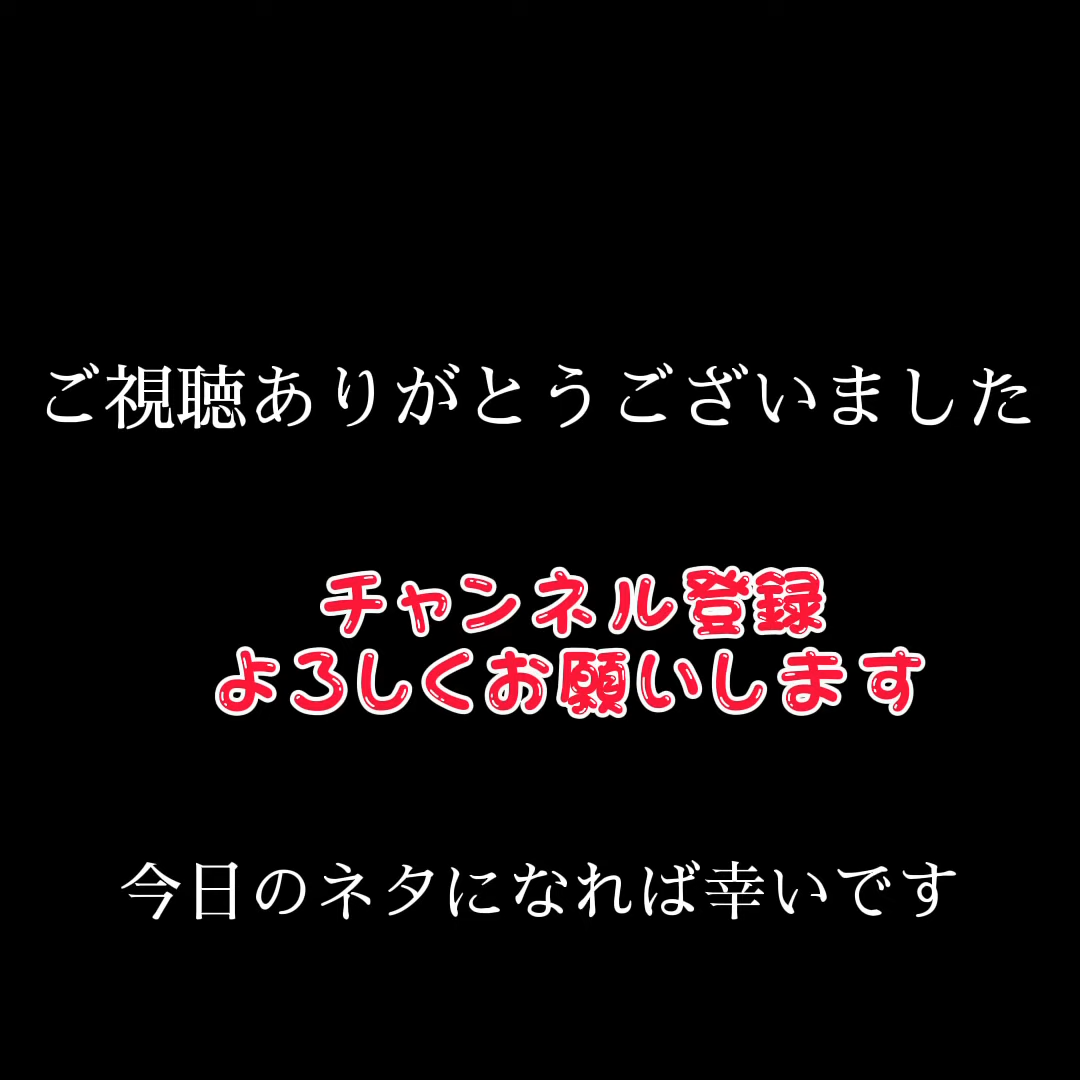 ご視聴ありがとうございました
チャンネル登録
よろしくお願いします
今日のネタになれば幸いです